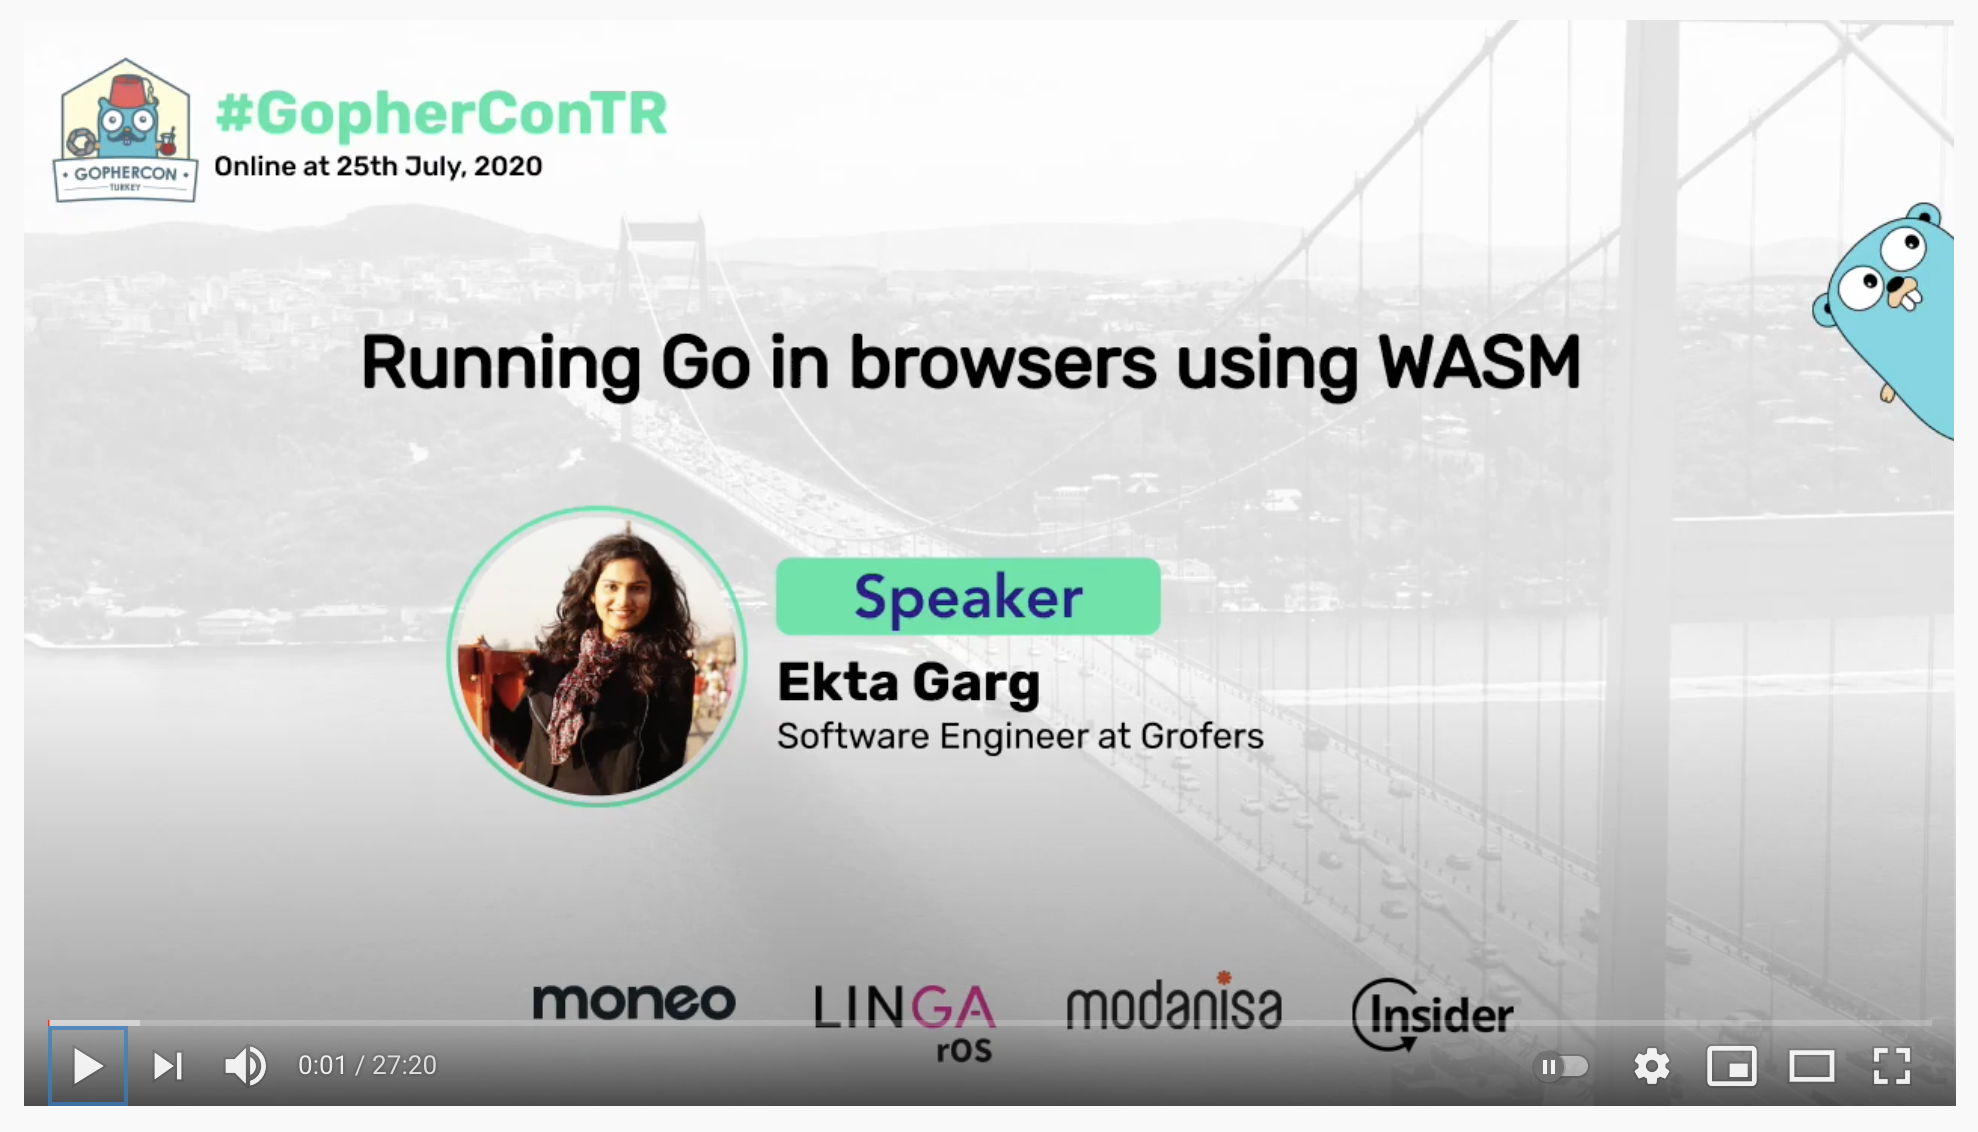 #GopherConTR
Online at 25th July, 2020
• GOPHERCON •
TURKEY
Running Go in browsers using WASM
Speaker
Ekta Garg
Software Engineer at Grofers
moneo
LINGA
rOS
modanisa
Insider
0:01 / 27:20